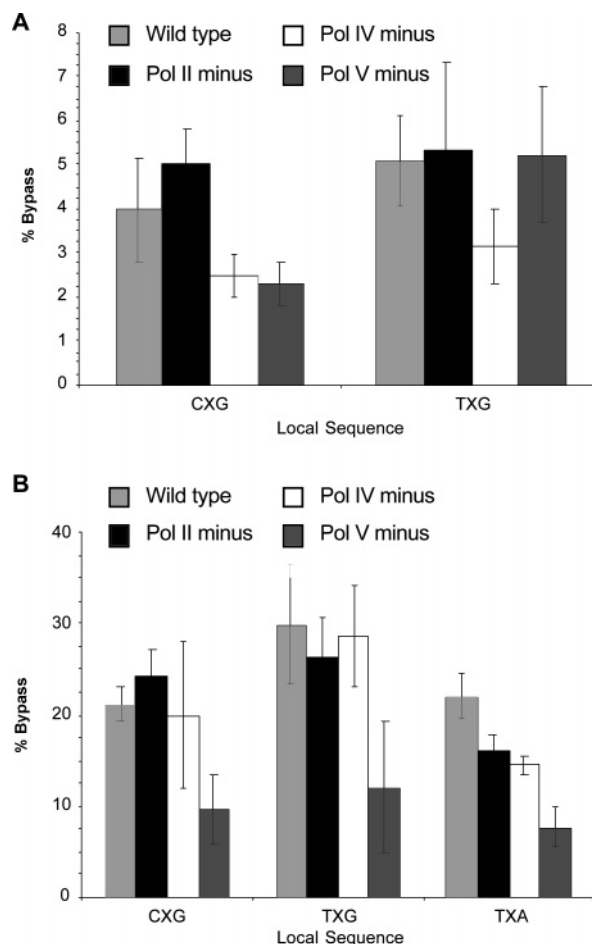 A
Wild type
Pol IV minus
Pol II minus
Pol V minus
8
7
6
5
4
3
2
1
0
% Bypass
CXG
TXG
Local Sequence
B
Wild type
Pol IV minus
Pol II minus
Pol V minus
40
30
20
10
0
% Bypass
CXG
TXG
TXA
Local Sequence